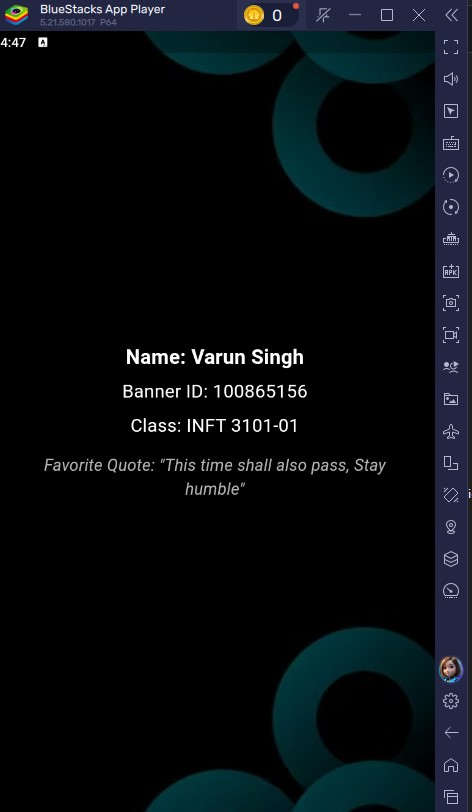 BlueStacks App Player
5.21.580.1017 P64
0
4:47 A
Name: Varun Singh
Banner ID: 100865156
Class: INFT 3101-01
Favorite Quote: "This time shall also pass, Stay
humble"
APK